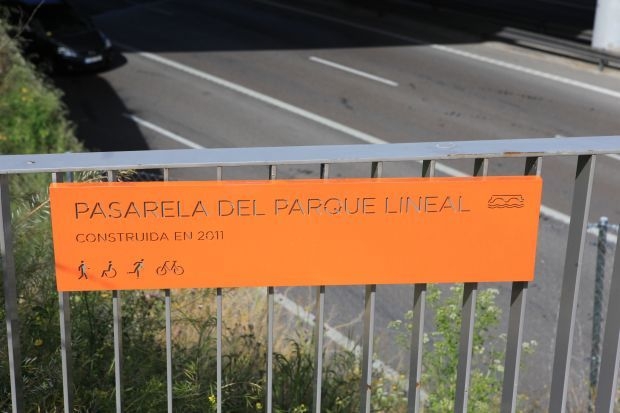 PASARELA DEL PARQUE LINEAL
CONSTRUIDA EN 2011